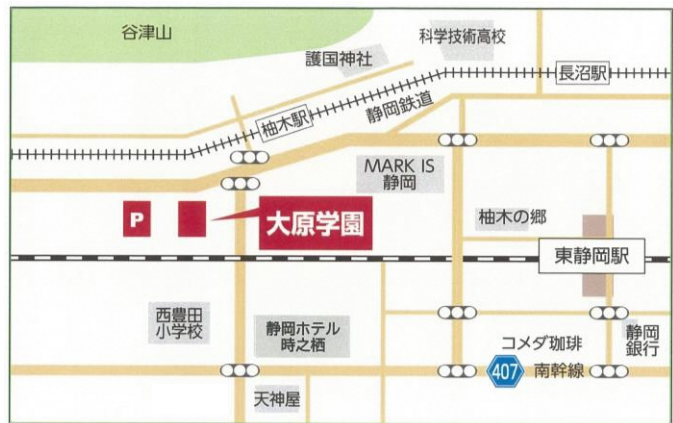 谷津山
科学技術高校
護国神社
長沼駅
静岡鉄道
柚木駅
MARK IS
静岡
P
大原学園
柚木の郷
東静岡駅
西豊田
小学校
静岡ホテル
時之栖
コメダ珈琲
静岡
銀行
407
南幹線
天神屋